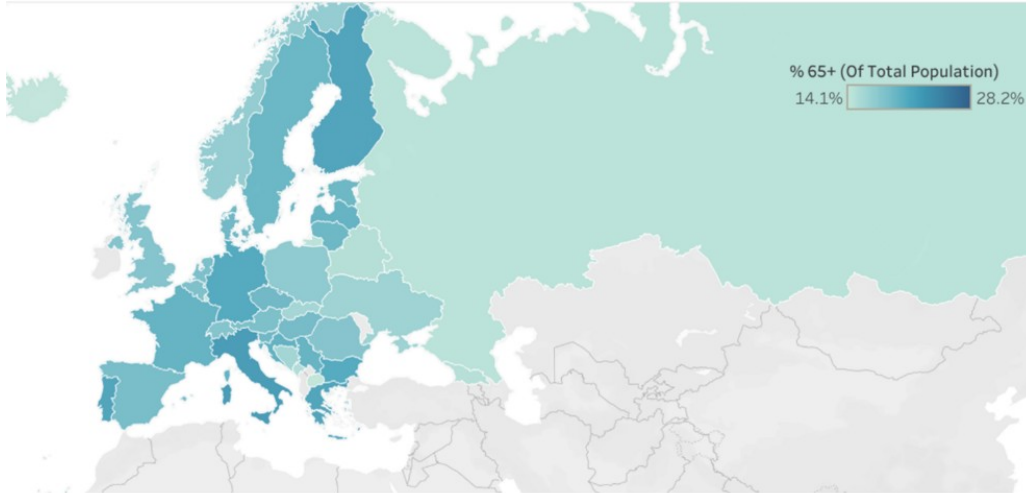 % 65+ (Of Total Population)
14.1% 28.2%